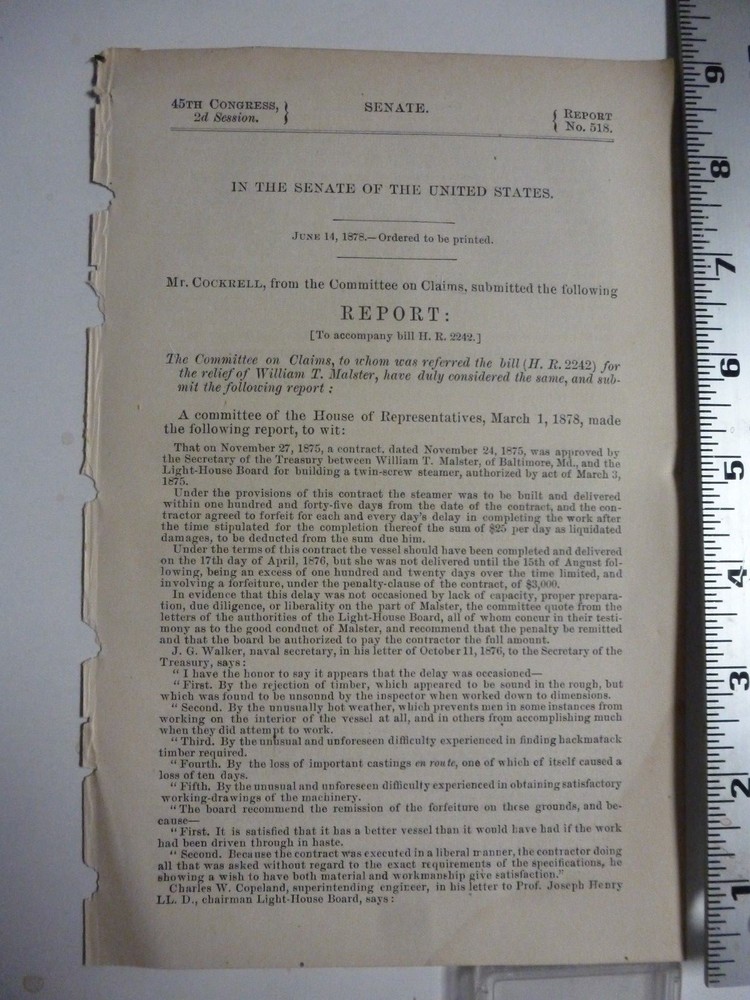 45TH CONGRESS, } SENATE. { REPORT
2d Session. } { No. 518.
IN THE SENATE OF THE UNITED STATES.
JUNE 14, 1878.—Ordered to be printed.
Mr. COCKRELL, from the Committee on Claims, submitted the following
REPORT:
[To accompany bill H. R. 2242.]
The Committee on Claims, to whom was referred the bill (H. R. 2242) for
the relief of William T. Malster, have duly considered the same, and sub-
mit the following report:
A committee of the House of Representatives, March 1, 1878, made
the following report, to wit:
That on November 27, 1875, a contract, dated November 24, 1875, was approved by
the Secretary of the Treasury between William T. Malster, of Baltimore, Md., and the
Light-House Board for building a twin-screw steamer, authorized by act of March 3,
1875.
Under the provisions of this contract the steamer was to be built and delivered
within one hundred and forty-five days from the date of the contract, and the con-
tractor agreed to forfeit for each and every day's delay in completing the work after
the time stipulated for the completion thereof the sum of $25 per day as liquidated
damages, to be deducted from the sum due him.
Under the terms of this contract the vessel should have been completed and delivered
on the 17th day of April, 1876, but she was not delivered until the 15th of August fol-
lowing, being an excess of one hundred and twenty days over the time limited, and
involving a forfeiture, under the penalty-clause of the contract, of $3,000.
In evidence that this delay was not occasioned by lack of capacity, proper prepara-
tion, due diligence, or liberality on the part of Malster, the committee quote from the
letters of the authorities of the Light-House Board, all of whom concur in their testi-
mony as to the good conduct of Malster, and recommend that the penalty be remitted
and that the board be authorized to pay the contractor the full amount.
J. G. Walker, naval secretary, in his letter of October 11, 1876, to the Secretary of the
Treasury, says:
"I have the honor to say it appears that the delay was occasioned—
"First. By the rejection of timber, which appeared to be sound in the rough, but
which was found to be unsound by the inspector when worked down to dimensions.
"Second. By the unusually hot weather, which prevents men in some instances from
working on the interior of the vessel at all, and in others from accomplishing much
when they did attempt to work.
"Third. By the unusual and unforeseen difficulty experienced in finding hackmatack
timber required.
"Fourth. By the loss of important castings en route, one of which of itself caused a
loss of ten days.
"Fifth. By the unusual and unforeseen difficulty experienced in obtaining satisfactory
working-drawings of the machinery.
"The board recommend the remission of the forfeiture on these grounds, and be-
cause—
"First. It is satisfied that it has a better vessel than it would have had if the work
had been driven through in haste.
"Second. Because the contract was executed in a liberal manner, the contractor doing
all that was asked without regard to the exact requirements of the specifications, he
showing a wish to have both material and workmanship give satisfaction."
Charles W. Copeland, superintending engineer, in his letter to Prof. Joseph Henry
LL. D., chairman Light-House Board, says:
9
8
7
6
5
4
3
2
1